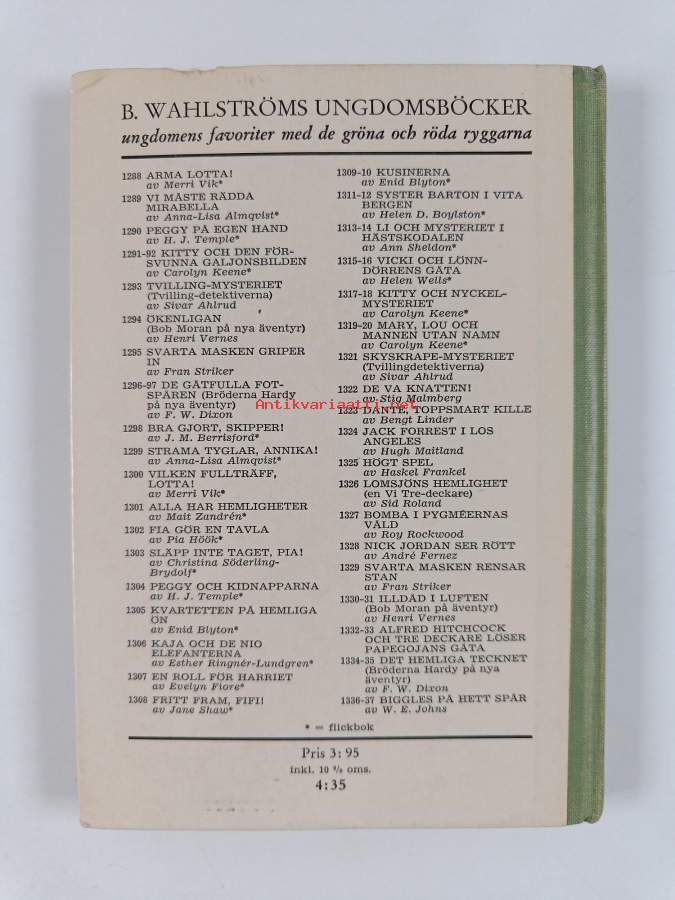 B. WAHLSTRÖMS UNGDOMSBÖCKER
ungdomens favoriter med de gröna och röda ryggarna
1288 ARMA LOTTA!
av Merri Vik*
1289 VI MÅSTE RÄDDA
MIRABELLA
av Anna-Lisa Almqvist*
1290 PEGGY PÅ EGEN HAND
av H. J. Temple*
1291-92 KITTY OCH DEN FÖR-
SVUNNA GALJONSBILDEN
av Carolyn Keene*
1293 TVILLING-MYSTERIET
(Tvilling-detektiverna)
av Sivar Ahlrud
1294 ÖKENLIGAN
(Bob Moran på nya äventyr)
av Henri Vernes
1295 SVARTA MASKEN GRIPER
IN
av Fran Striker
1296-97 DE GÅTFULLA FOT-
SPÅREN (Bröderna Hardy
på nya äventyr)
av F. W. Dixon
1298 BRA GJORT, SKIPPER!
av J. M. Berrisford*
1299 STRAMA TYGLAR, ANNIKA!
av Anna-Lisa Almqvist*
1300 VILKEN FULLTRÄFF,
LOTTA!
av Merri Vik*
1301 ALLA HAR HEMLIGHETER
av Mait Zandrén*
1302 FIA GÖR EN TAVLA
av Pia Höök*
1303 SLÄPP INTE TAGET, PIA!
av Christina Söderling-
Brydolf*
1304 PEGGY OCH KIDNAPPARNA
av H. J. Temple*
1305 KVARTETTEN PÅ HEMLIGA
ÖN
av Enid Blyton*
1306 KAJA OCH DE NIO
ELEFANTERNA
av Esther Ringnér-Lundgren*
1307 EN ROLL FÖR HARRIET
av Evelyn Fiore*
1308 FRITT FRAM, FIFI!
av Jane Shaw*
1309-10 KUSINERNA
av Enid Blyton*
1311-12 SYSTER BARTON I VITA
BERGEN
av Helen D. Boylston*
1313-14 LI OCH MYSTERIET I
HÄSTSKODALEN
av Ann Sheldon*
1315-16 VICKI OCH LÖNN-
DÖRRENS GÅTA
av Helen Wells*
1317-18 KITTY OCH NYCKEL-
MYSTERIET
av Carolyn Keene*
1319-20 MARY, LOU OCH
MANNEN UTAN NAMN
av Carolyn Keene*
1321 SKYSKRAPE-MYSTERIET
(Tvillingdetektiverna)
av Sivar Ahlrud
1322 DE VA KNATTEN!
av Stig Malmberg
1323 DANTE, TOPPSMART KILLE
av Bengt Linder
1324 JACK FORREST I LOS
ANGELES
av Hugh Maitland
1325 HÖGT SPEL
av Haskel Frankel
1326 LOMSJÖNS HEMLIGHET
(en Vi Tre-deckare)
av Sid Roland
1327 BOMBA I PYGMÉERNAS
VÅLD
av Roy Rockwood
1328 NICK JORDAN SER RÖTT
av André Fernez
1329 SVARTA MASKEN RENSAR
STAN
av Fran Striker
1330-31 ILLDÅD I LUFTEN
(Bob Moran på äventyr)
av Henri Vernes
1332-33 ALFRED HITCHCOCK
OCH TRE DECKARE LÖSER
PAPEGOJANS GÅTA
1334-35 DET HEMLIGA TECKNET
(Bröderna Hardy på nya
äventyr)
av F. W. Dixon
1336-37 BIGGLES PÅ HETT SPÅR
av W. E. Johns
* = flickbok
Pris 3:95
inkl. 10 % oms.
4:35
Antikvariaatti.net